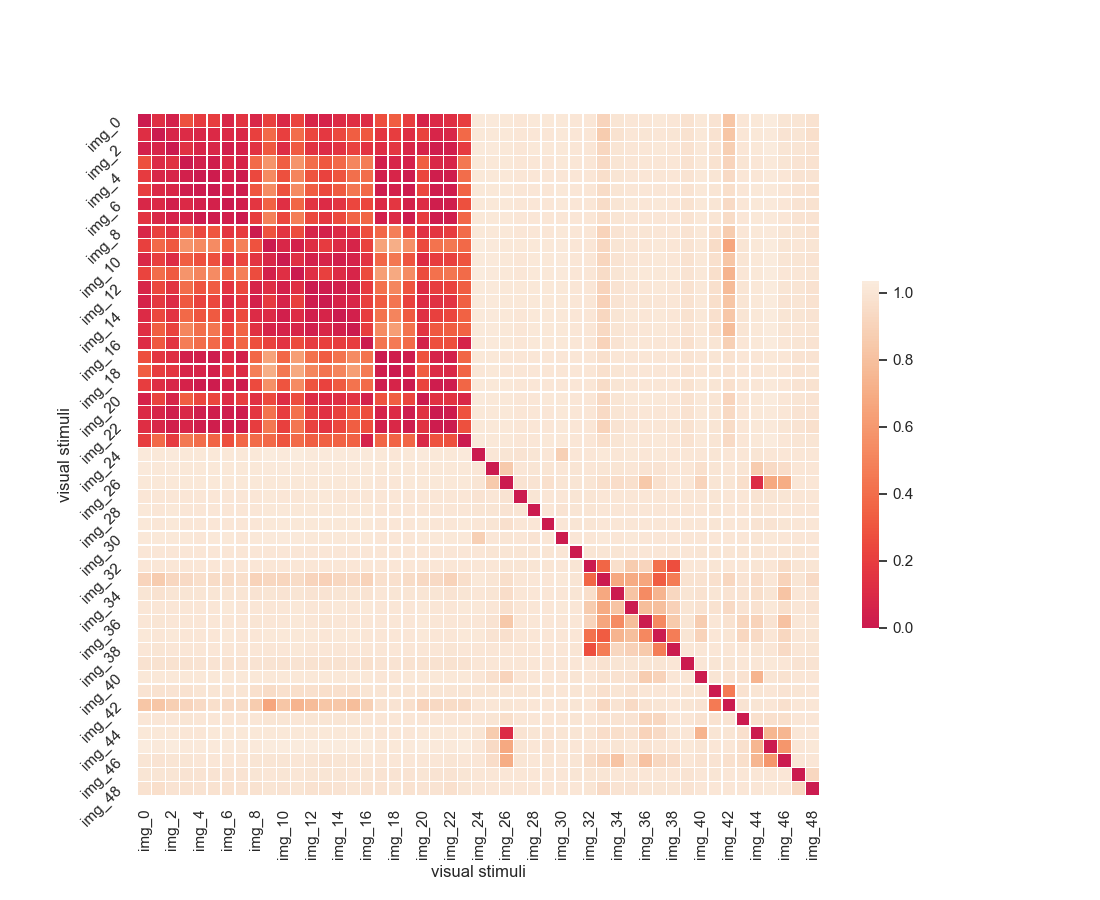 visual stimuli
img_0
img_2
img_4
img_6
img_8
img_10
img_12
img_14
img_16
img_18
img_20
img_22
img_24
img_26
img_28
img_30
img_32
img_34
img_36
img_38
img_40
img_42
img_44
img_46
img_48
img_0 img_2 img_4 img_6 img_8 img_10 img_12 img_14 img_16 img_18 img_20 img_22 img_24 img_26 img_28 img_30 img_32 img_34 img_36 img_38 img_40 img_42 img_44 img_46 img_48
visual stimuli
1.0
0.8
0.6
0.4
0.2
0.0